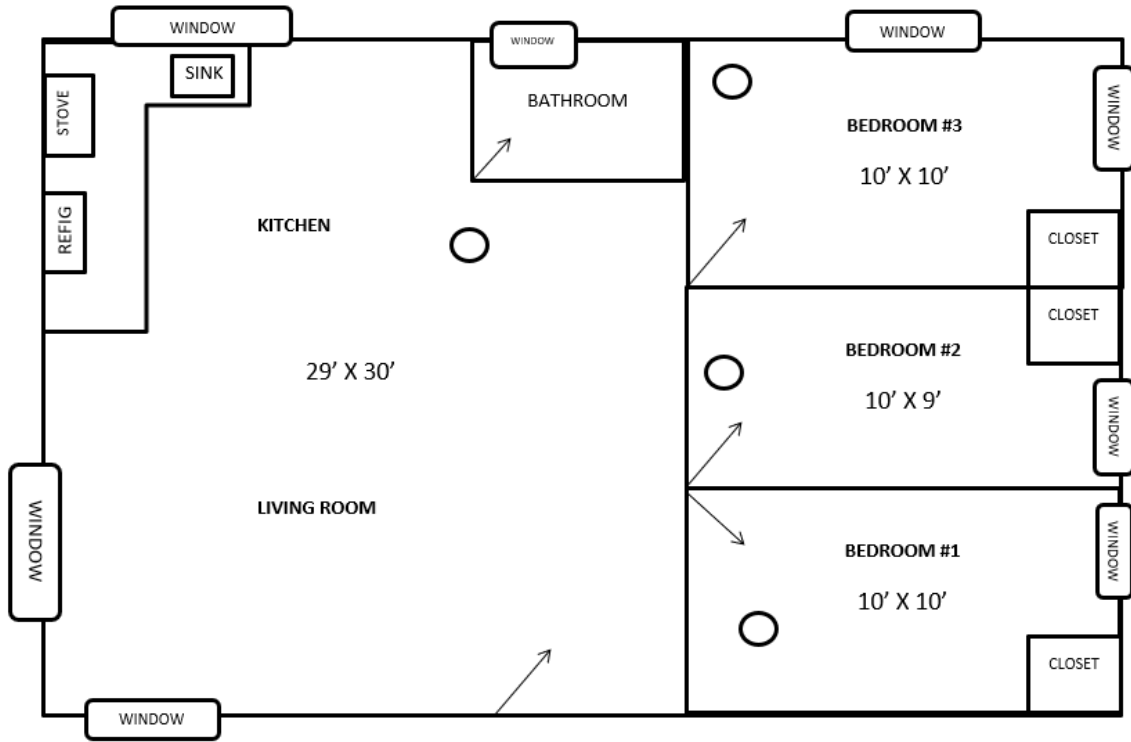 WINDOW
WINDOW
WINDOW
SINK
STOVE
BATHROOM
WINDOW
BEDROOM #3
10’ X 10’
REFIG
KITCHEN
CLOSET
CLOSET
BEDROOM #2
29’ X 30’
10’ X 9’
WINDOW
LIVING ROOM
WINDOW
WINDOW
BEDROOM #1
10’ X 10’
CLOSET
WINDOW